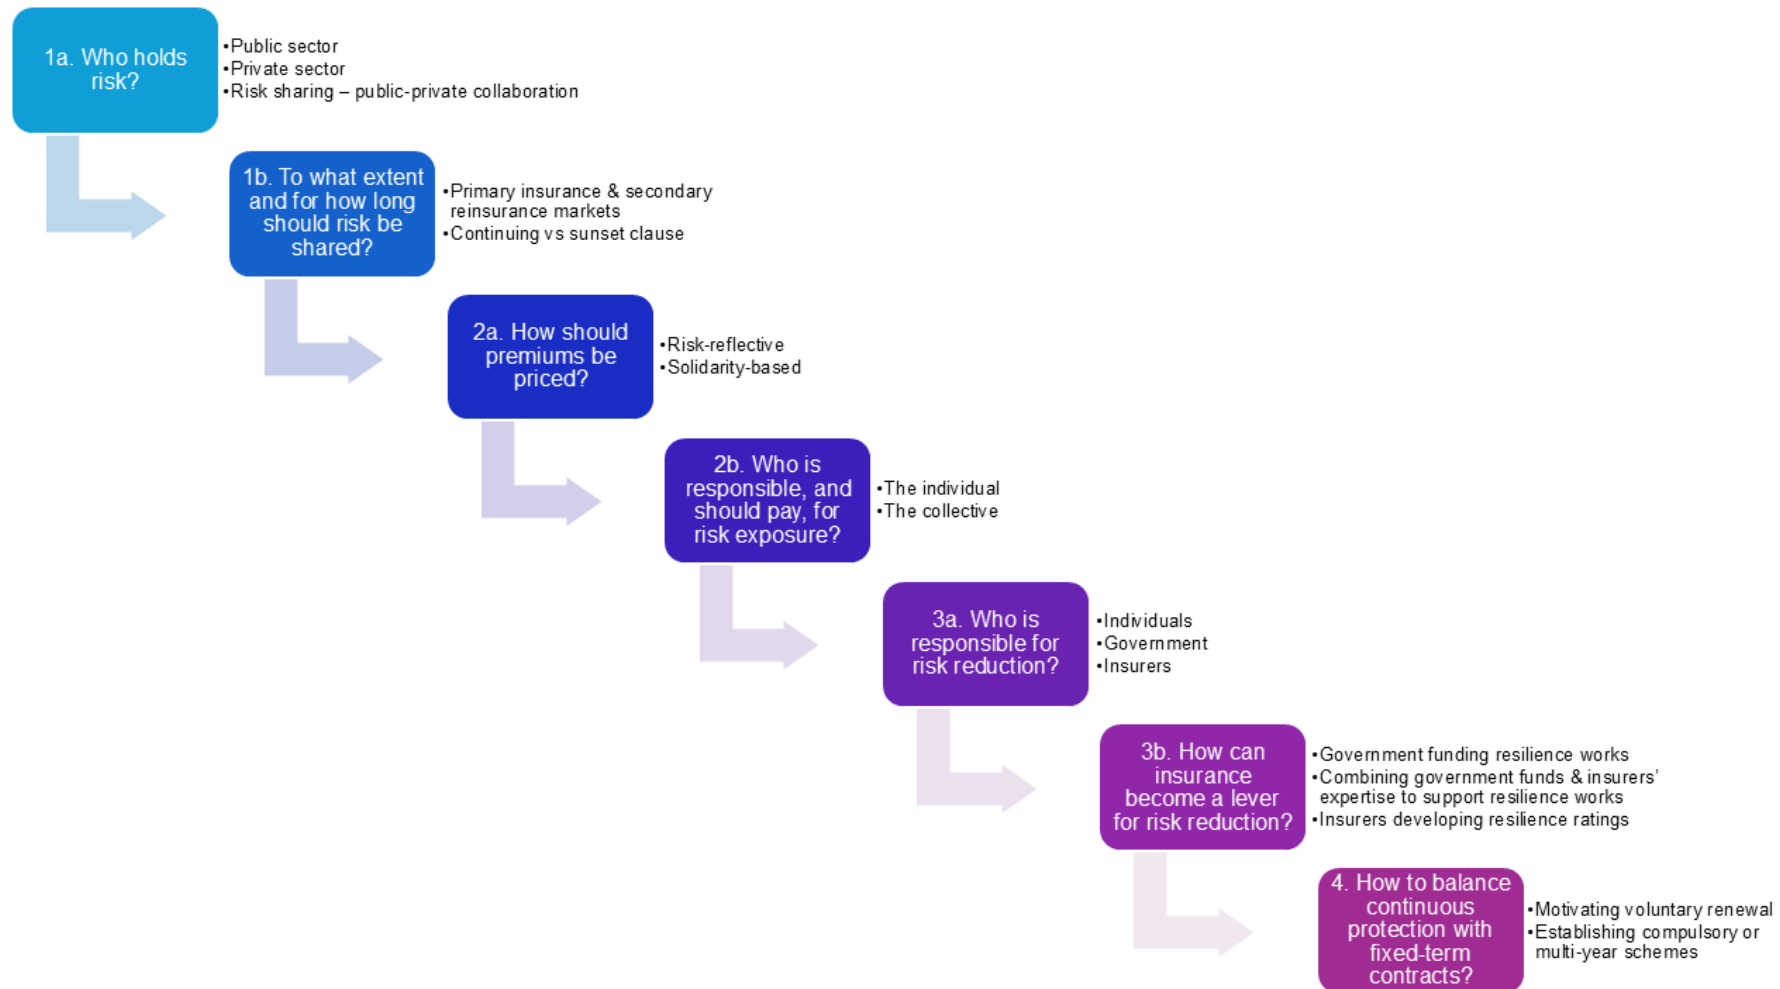 1a. Who holds
risk?
•Public sector
•Private sector
•Risk sharing – public-private collaboration
1b. To what extent
and for how long
should risk be
shared?
•Primary insurance & secondary
reinsurance markets
•Continuing vs sunset clause
2a. How should
premiums be
priced?
•Risk-reflective
•Solidarity-based
2b. Who is
responsible, and
should pay, for
risk exposure?
•The individual
•The collective
3a. Who is
responsible for
risk reduction?
•Individuals
•Government
•Insurers
3b. How can
insurance
become a lever
for risk reduction?
•Government funding resilience works
•Combining government funds & insurers’
expertise to support resilience works
•Insurers developing resilience ratings
4. How to balance
continuous
protection with
fixed-term
contracts?
•Motivating voluntary renewal
•Establishing compulsory or
multi-year schemes